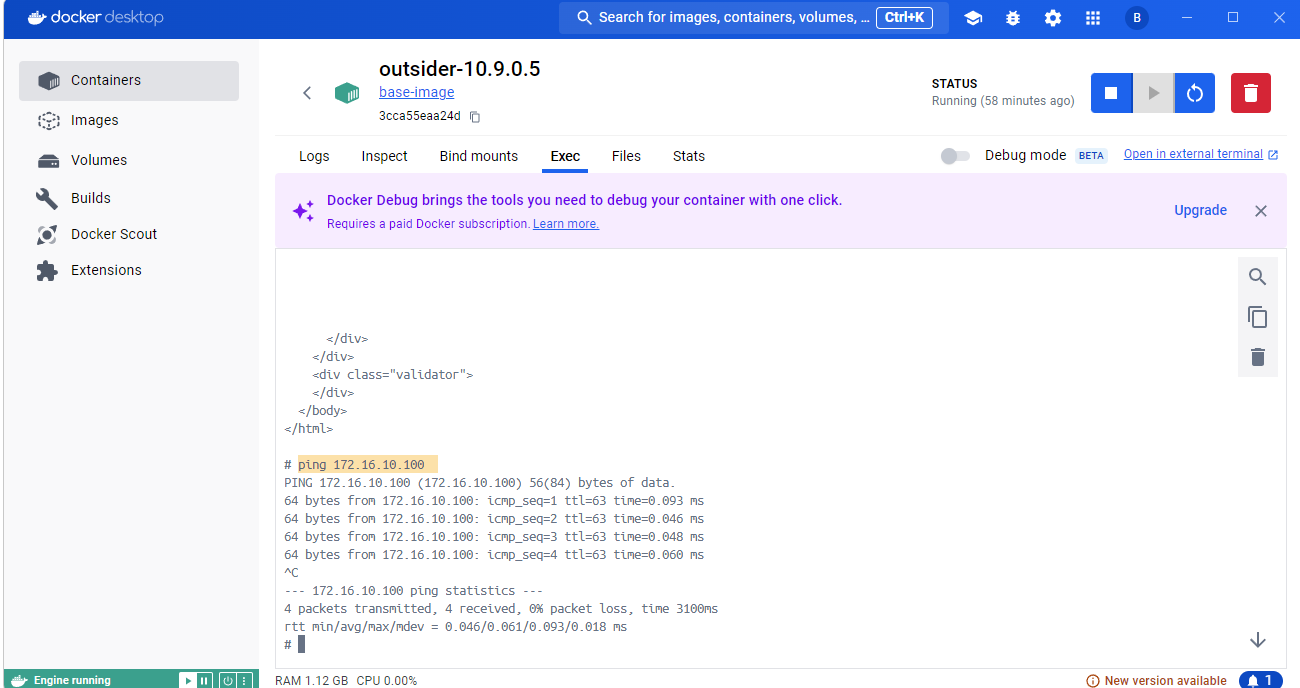 docker desktop
Search for images, containers, volumes, ... Ctrl+K
B
Containers
Images
Volumes
Builds
Docker Scout
Extensions
outsider-10.9.0.5
base-image
3cca55eaa24d
STATUS
Running (58 minutes ago)
Logs Inspect Bind mounts Exec Files Stats
Debug mode BETA Open in external terminal
Docker Debug brings the tools you need to debug your container with one click.
Requires a paid Docker subscription. Learn more.
Upgrade
</div>
</div>
<div class="validator">
</div>
</body>
</html>
# ping 172.16.10.100
PING 172.16.10.100 (172.16.10.100) 56(84) bytes of data.
64 bytes from 172.16.10.100: icmp_seq=1 ttl=63 time=0.093 ms
64 bytes from 172.16.10.100: icmp_seq=2 ttl=63 time=0.046 ms
64 bytes from 172.16.10.100: icmp_seq=3 ttl=63 time=0.048 ms
64 bytes from 172.16.10.100: icmp_seq=4 ttl=63 time=0.060 ms
^C
--- 172.16.10.100 ping statistics ---
4 packets transmitted, 4 received, 0% packet loss, time 3100ms
rtt min/avg/max/mdev = 0.046/0.061/0.093/0.018 ms
#
Engine running
RAM 1.12 GB CPU 0.00%
New version available
1